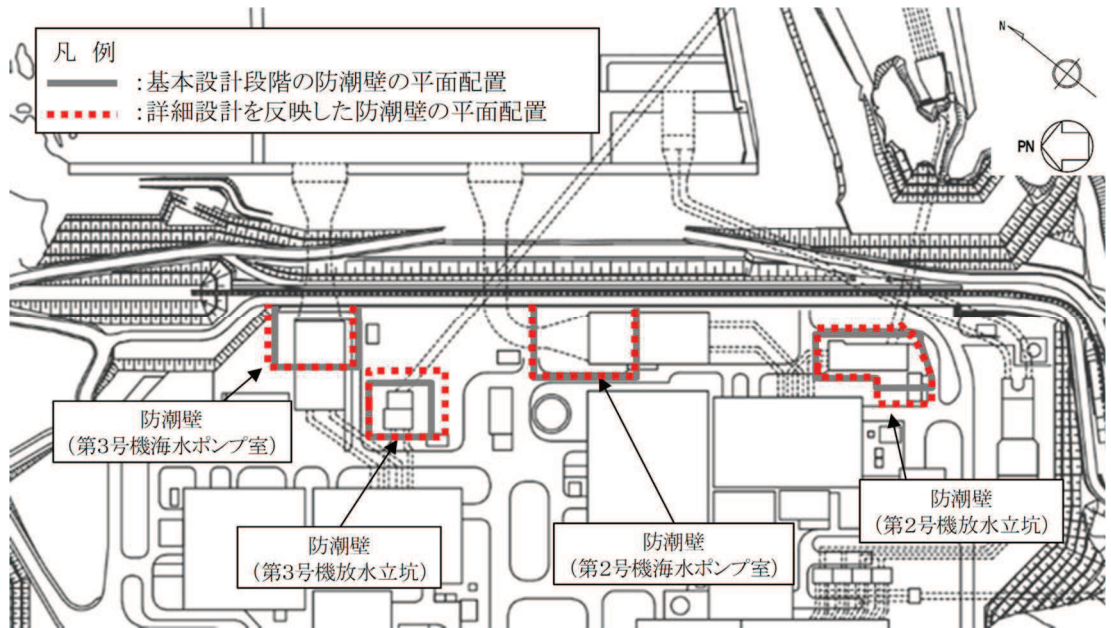 凡 例
：基本設計段階の防潮壁の平面配置
：詳細設計を反映した防潮壁の平面配置
N
PN
防潮壁
（第3号機海水ポンプ室）
防潮壁
（第3号機放水立坑）
防潮壁
（第2号機海水ポンプ室）
防潮壁
（第2号機放水立坑）